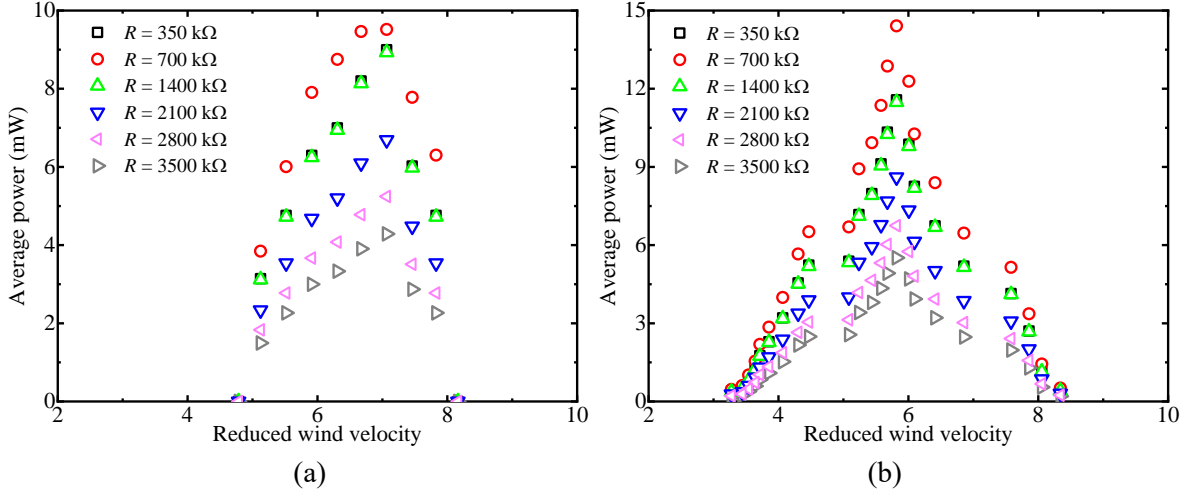 10
8
6
4
2
0
2
4
6
8
10
Average power (mW)
Reduced wind velocity
R = 350 kΩ
R = 700 kΩ
R = 1400 kΩ
R = 2100 kΩ
R = 2800 kΩ
R = 3500 kΩ
(a)
15
12
9
6
3
0
2
4
6
8
10
Average power (mW)
Reduced wind velocity
R = 350 kΩ
R = 700 kΩ
R = 1400 kΩ
R = 2100 kΩ
R = 2800 kΩ
R = 3500 kΩ
(b)